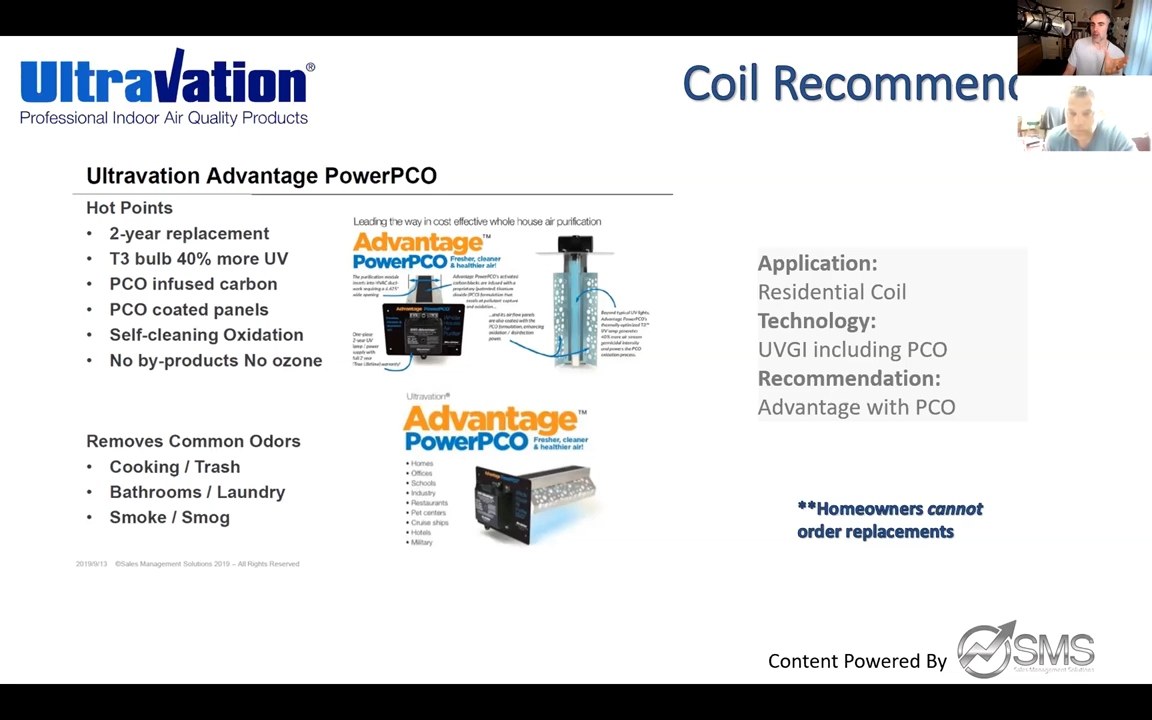 Ultravation®
Professional Indoor Air Quality Products
Coil Recommend
Ultravation Advantage PowerPCO
Hot Points
• 2-year replacement
• T3 bulb 40% more UV
• PCO infused carbon
• PCO coated panels
• Self-cleaning Oxidation
• No by-products No ozone
Removes Common Odors
• Cooking / Trash
• Bathrooms / Laundry
• Smoke / Smog
2019/9/13 ©Sales Management Solutions 2019 – All Rights Reserved
Leading the way in cost effective whole house air purification
Advantage™
PowerPCO Fresher, cleaner
& healthier air!
Ultravation®
Advantage™
PowerPCO Fresher, cleaner
& healthier air!
• Homes
• Offices
• Schools
• Industry
• Restaurants
• Pet centers
• Cruise ships
• Hotels
• Military
Application:
Residential Coil
Technology:
UVGI including PCO
Recommendation:
Advantage with PCO
**Homeowners cannot
order replacements
Content Powered By
SMS
Sales Management Solutions